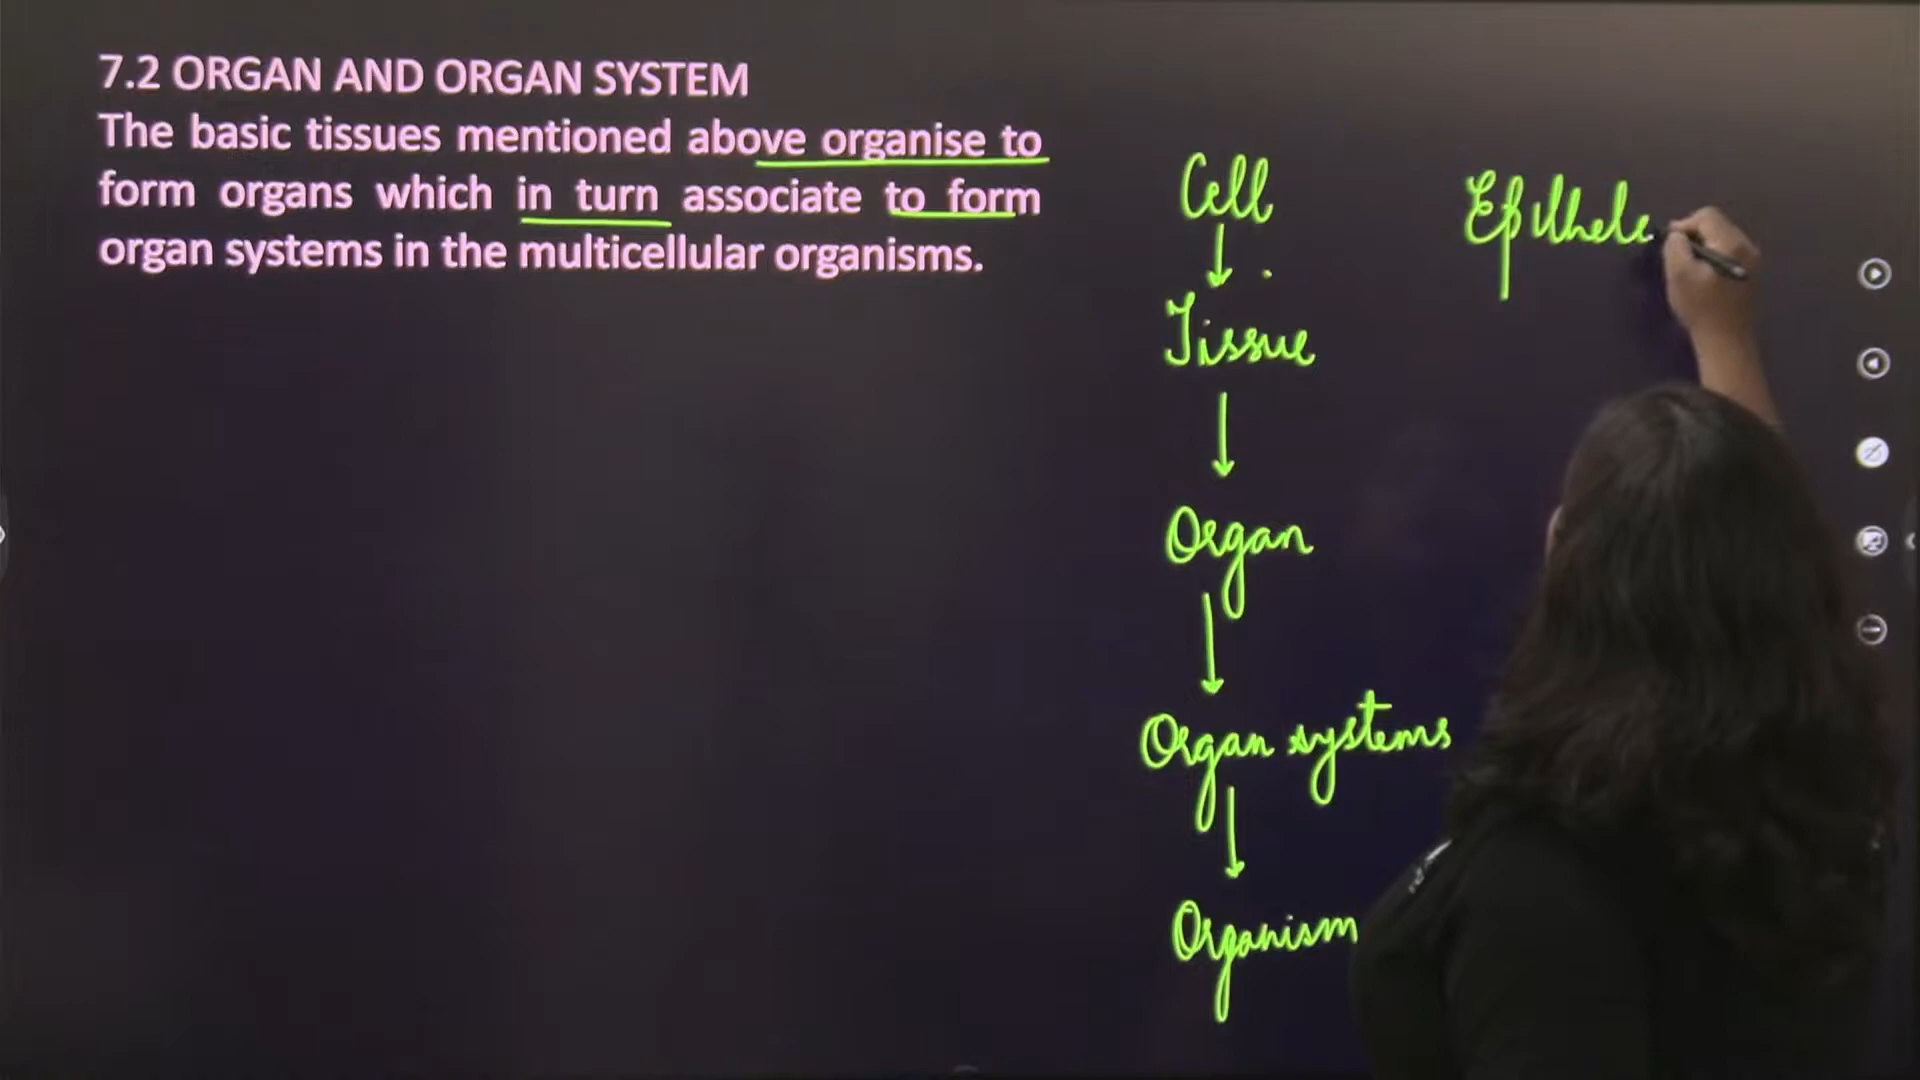 7.2 ORGAN AND ORGAN SYSTEM
The basic tissues mentioned above organise to
form organs which in turn associate to form
organ systems in the multicellular organisms.
Cell
Tissue
Organ
Organ systems
Organism
Epithele